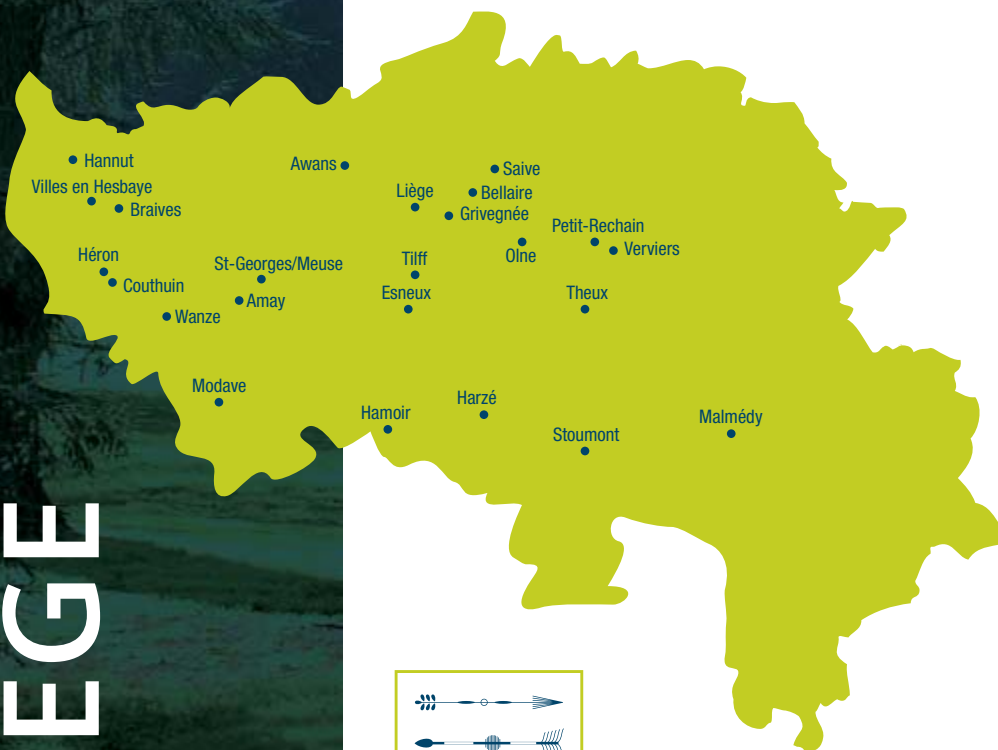 Hannut
Villes en Hesbaye
Braives
Awans
Saive
Bellaire
Liège
Grivegnée
Petit-Rechain
Verviers
Olne
Héron
Couthuin
St-Georges/Meuse
Tilff
Amay
Esneux
Theux
Wanze
Modave
Hamoir
Harzé
Stoumont
Malmédy
EGE